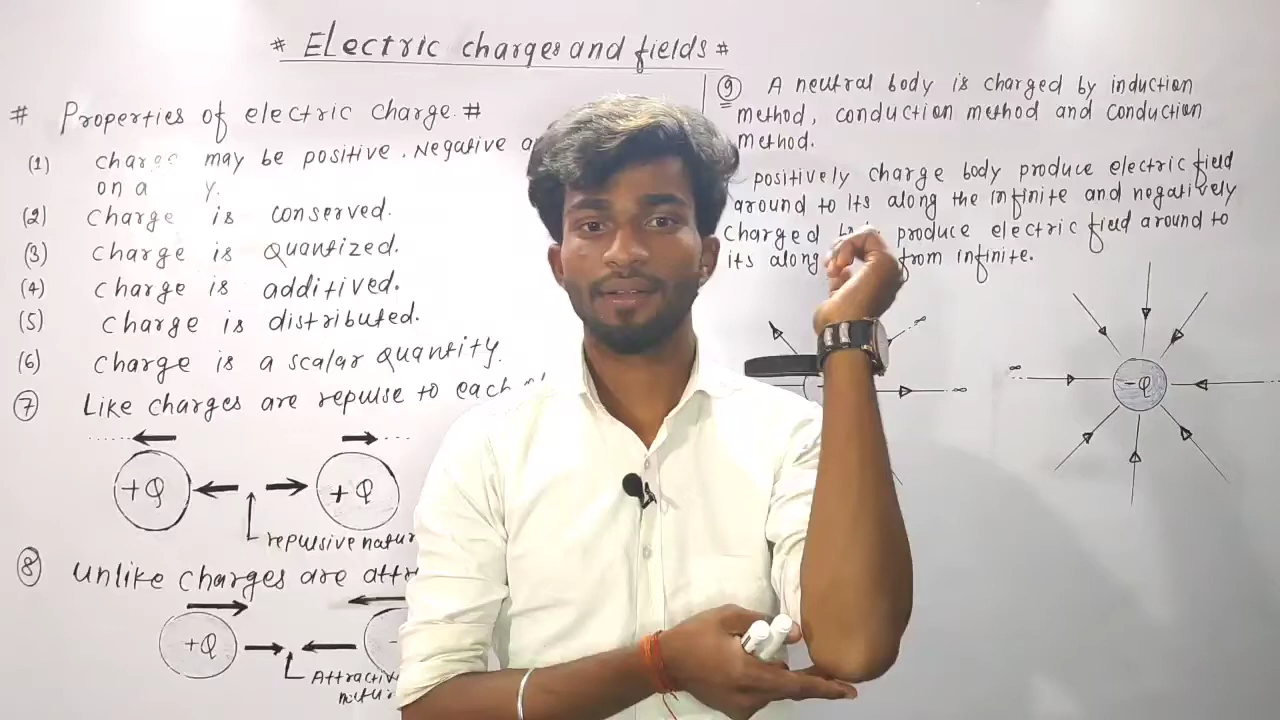 * Electric charges and fields #
# Properties of electric charge. #
(1) charge may be positive. Negative
on a y.
(2) charge is conserved.
(3) charge is Quantized.
(4) charge is additived.
(5) charge is distributed.
(6) charge is a scalar quantity.
(7) Like charges are repulse to each
+Q +Q
repulsive natur
(8) unlike charges are attr
+Q -
Attractiv
natur
(9) A neutral body is charged by induction
method, conduction method and conduction
method.
positively charge body produce electric field
around to its along the infinite and negatively
charged produce electric field around to
its along from infinite.
∞
∞
∞
-Q